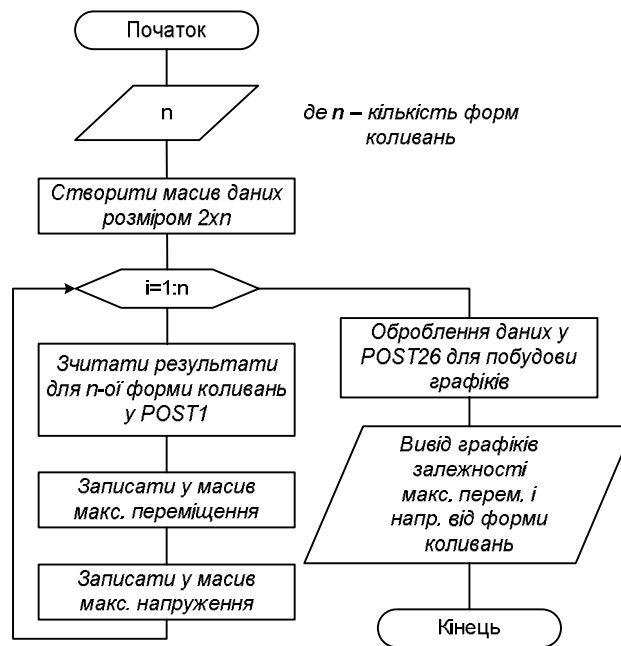 Початок
n
де n – кількість форм
коливань
Створити масив даних
розміром 2xn
i=1:n
Зчитати результати
для n-ої форми коливань
у POST1
Записати у масив
макс. переміщення
Записати у масив
макс. напруження
Оброблення даних у
POST26 для побудови
графіків
Вивід графіків
залежності
макс. перем. і
напр. від форми
коливань
Кінець